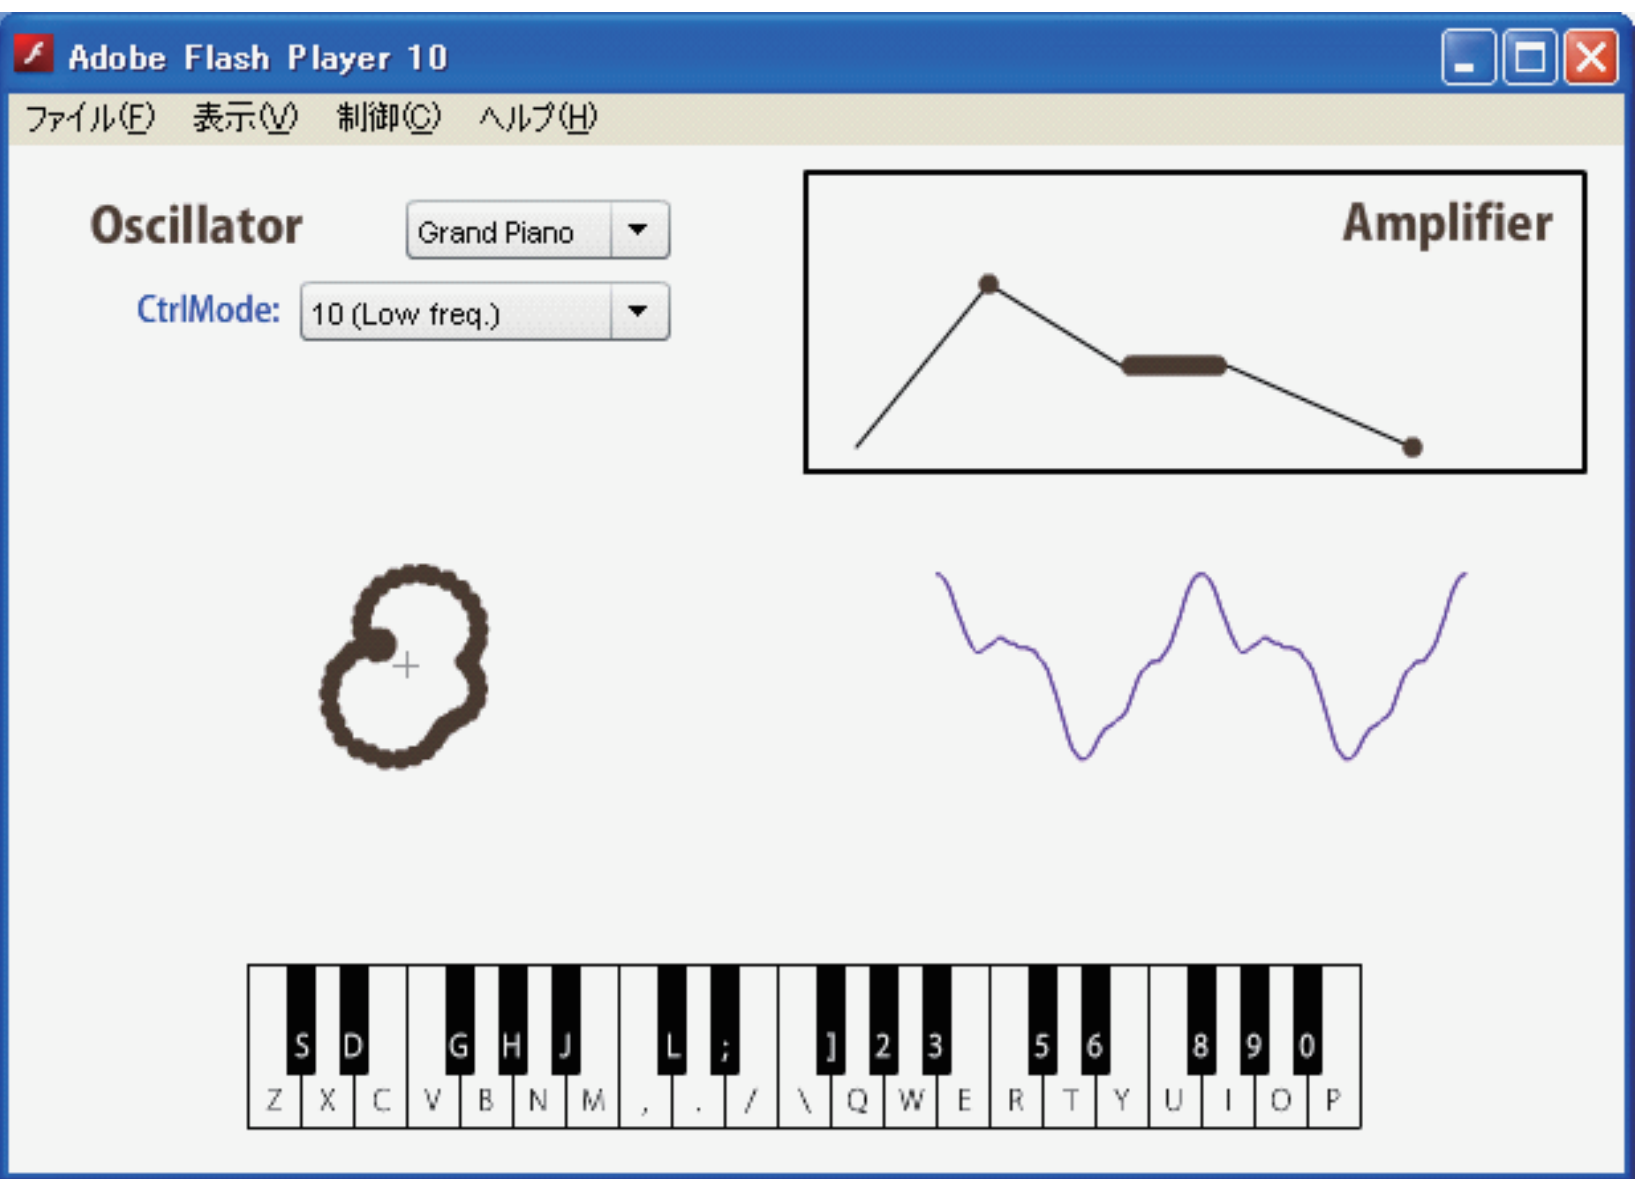 Adobe Flash Player 10
ファイル(F) 表示(V) 制御(C) ヘルプ(H)
Oscillator
Grand Piano
CtrlMode:
10 (Low freq.)
Amplifier
S D G H J L ; ] 2 3 5 6 8 9 0
Z X C V B N M , . / \ Q W E R T Y U I O P